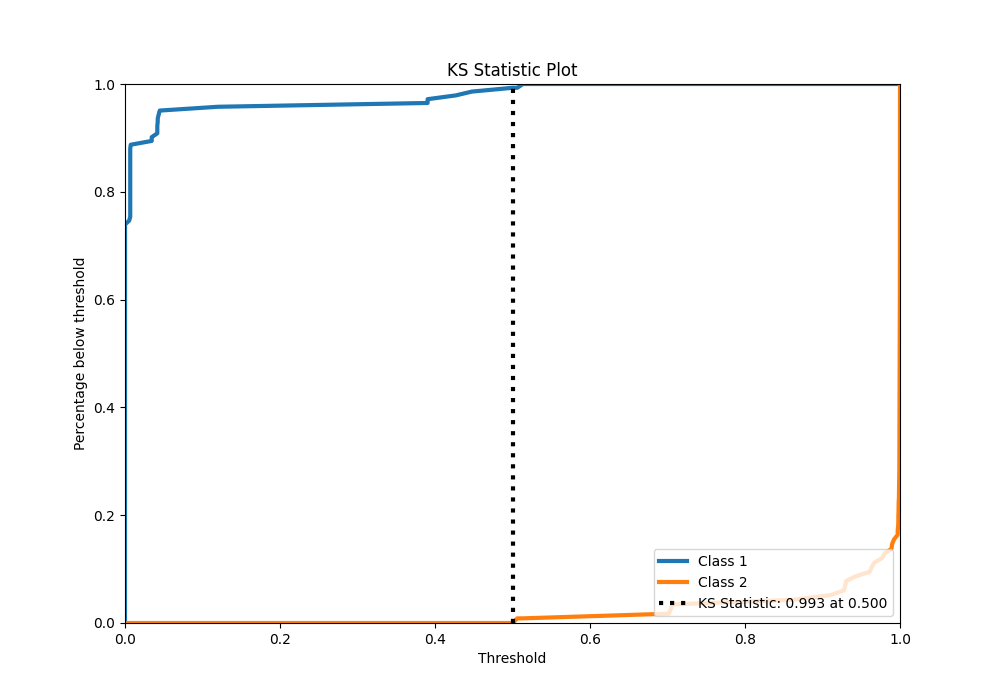 KS Statistic Plot
Percentage below threshold
1.0
0.8
0.6
0.4
0.2
0.0
0.0 0.2 0.4 0.6 0.8 1.0
Threshold
Class 1
Class 2
KS Statistic: 0.993 at 0.500